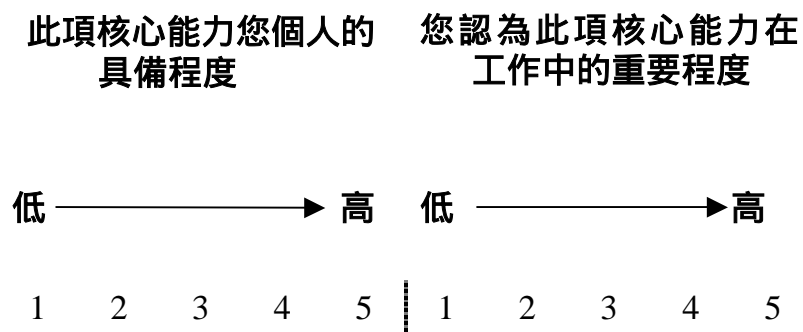 此項核心能力您個人的
具備程度
您認為此項核心能力在
工作中的重要程度
低 高 低 高
1 2 3 4 5 1 2 3 4 5